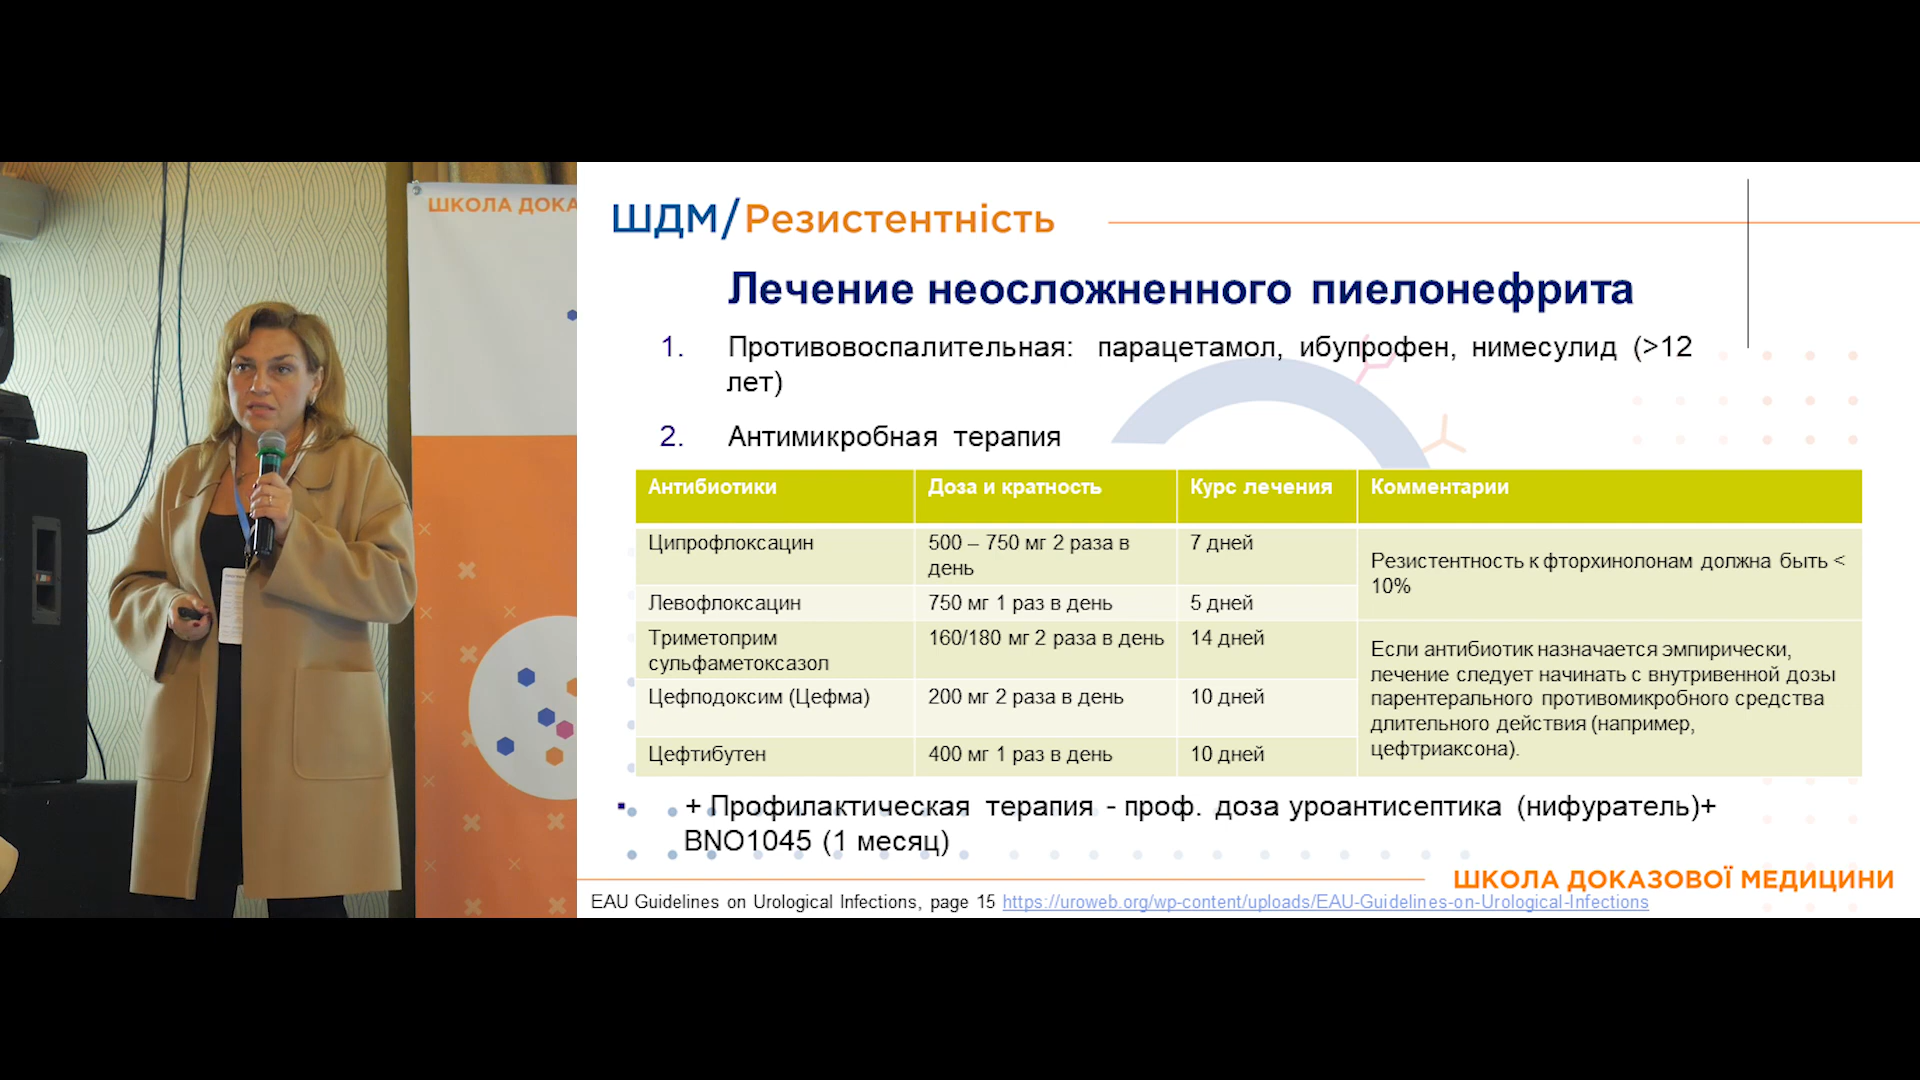 ШКОЛА ДОКА
ШДМ/Резистентність
Лечение неосложненного пиелонефрита
1. Противовоспалительная: парацетамол, ибупрофен, нимесулид (>12
лет)
2. Антимикробная терапия
Антибиотики Доза и кратность Курс лечения Комментарии
Ципрофлоксацин 500 – 750 мг 2 раза в
день 7 дней Резистентность к фторхинолонам должна быть <
10%
Левофлоксацин 750 мг 1 раз в день 5 дней
Триметоприм
сульфаметоксазол 160/180 мг 2 раза в день 14 дней
Если антибиотик назначается эмпирически,
лечение следует начинать с внутривенной дозы
парентерального противомикробного средства
длительного действия (например,
цефтриаксона).
Цефподоксим (Цефма) 200 мг 2 раза в день 10 дней
Цефтибутен 400 мг 1 раз в день 10 дней
+ Профилактическая терапия - проф. доза уроантисептика (нифуратель)+
BNO1045 (1 месяц)
ШКОЛА ДОКАЗОВОЇ МЕДИЦИНИ
EAU Guidelines on Urological Infections, page 15 https://uroweb.org/wp-content/uploads/EAU-Guidelines-on-Urological-Infections